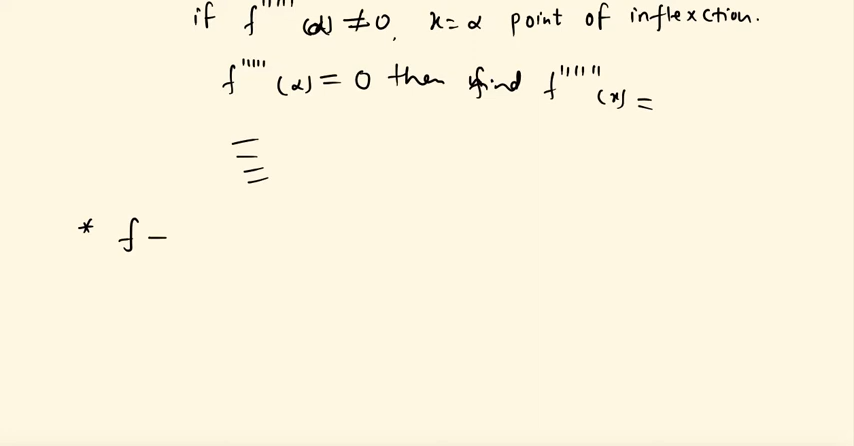 if f'''''(α) ≠ 0, x = α point of inflexction.
f'''''(α) = 0 then find f''''''(x) =
* f –